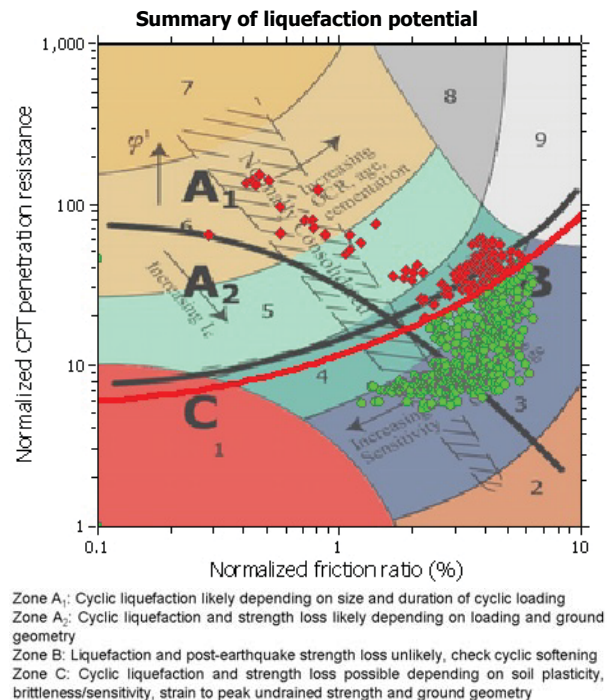 Summary of liquefaction potential
Normalized CPT penetration resistance
1,000
100
10
1
7
8
9
φ'
A1
Increasing
OCR, age,
cementation
Normally Consolidated
6
A2
Increasing Ic
5
B
4
C
3
1
Increasing
Sensitivity
2
0.1
1
10
Normalized friction ratio (%)
Zone A1: Cyclic liquefaction likely depending on size and duration of cyclic loading
Zone A2: Cyclic liquefaction and strength loss likely depending on loading and ground
geometry
Zone B: Liquefaction and post-earthquake strength loss unlikely, check cyclic softening
Zone C: Cyclic liquefaction and strength loss possible depending on soil plasticity,
brittleness/sensitivity, strain to peak undrained strength and ground geometry